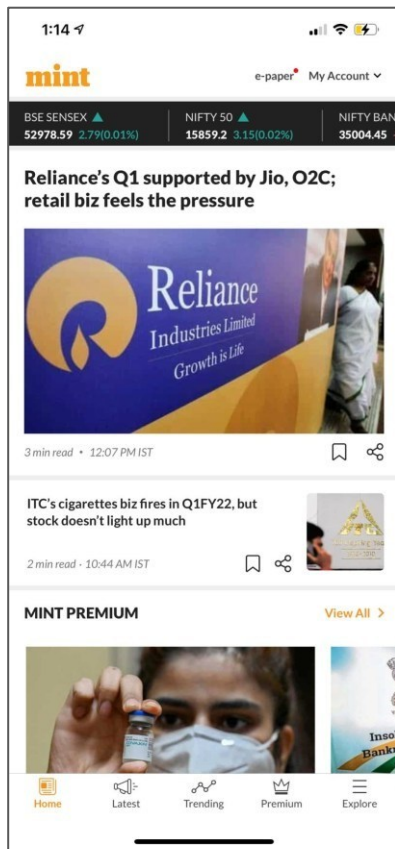 1:14
mint
e-paper My Account
BSE SENSEX
52978.59 2.79(0.01%)
NIFTY 50
15859.2 3.15(0.02%)
NIFTY BAN
35004.45
Reliance's Q1 supported by Jio, O2C;
retail biz feels the pressure
Reliance
Industries Limited
Growth is Life
3 min read • 12:07 PM IST
ITC's cigarettes biz fires in Q1FY22, but
stock doesn't light up much
2 min read · 10:44 AM IST
MINT PREMIUM
View All >
Insol
Bankru
Home
Latest
Trending
Premium
Explore